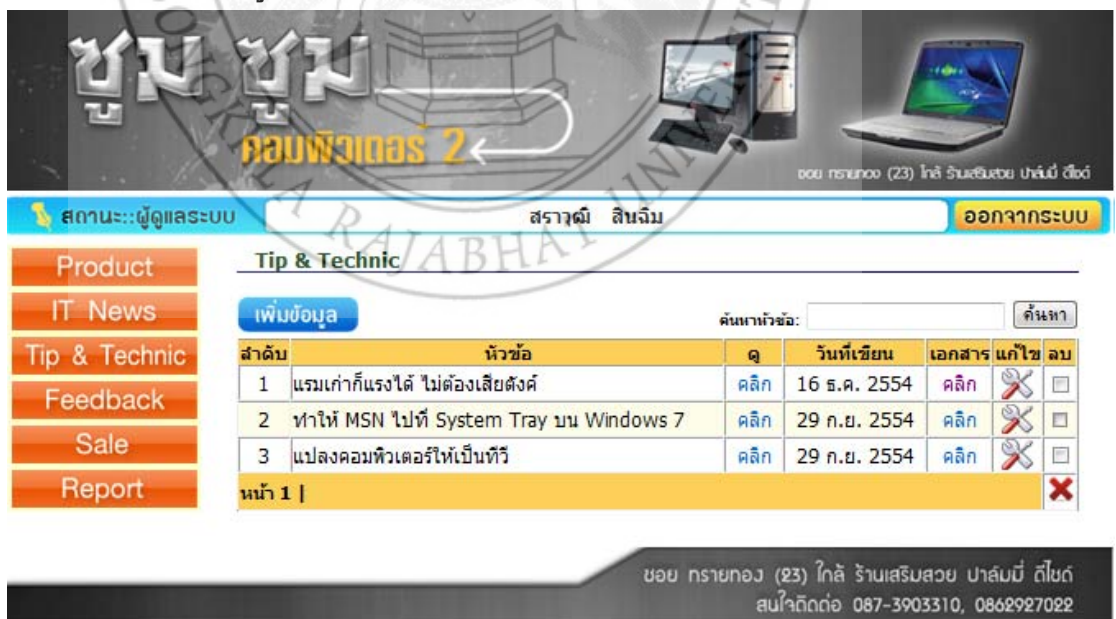 ซูม ซูม
คอมพิวเตอร์ 2
ซอย ทรายทอง (23) ใกล้ ร้านเสริมสวย ปาล์มมี่ ดีไซด์
SONGKLA RAJABHAT UNIVERSITY
สถานะ::ผู้ดูแลระบบ สราวุฒิ สินฉิม ออกจากระบบ
Product
IT News
Tip & Technic
Feedback
Sale
Report
Tip & Technic
เพิ่มข้อมูล ค้นหาหัวข้อ: ค้นหา
ลำดับ หัวข้อ ดู วันที่เขียน เอกสาร แก้ไข ลบ
1 แรมเก่าก็แรงได้ ไม่ต้องเสียตังค์ คลิก 16 ธ.ค. 2554 คลิก
2 ทำให้ MSN ไปที่ System Tray บน Windows 7 คลิก 29 ก.ย. 2554 คลิก
3 แปลงคอมพิวเตอร์ให้เป็นทีวี คลิก 29 ก.ย. 2554 คลิก
หน้า 1 |
ซอย ทรายทอง (23) ใกล้ ร้านเสริมสวย ปาล์มมี่ ดีไซด์
สนใจติดต่อ 087-3903310, 0862927022